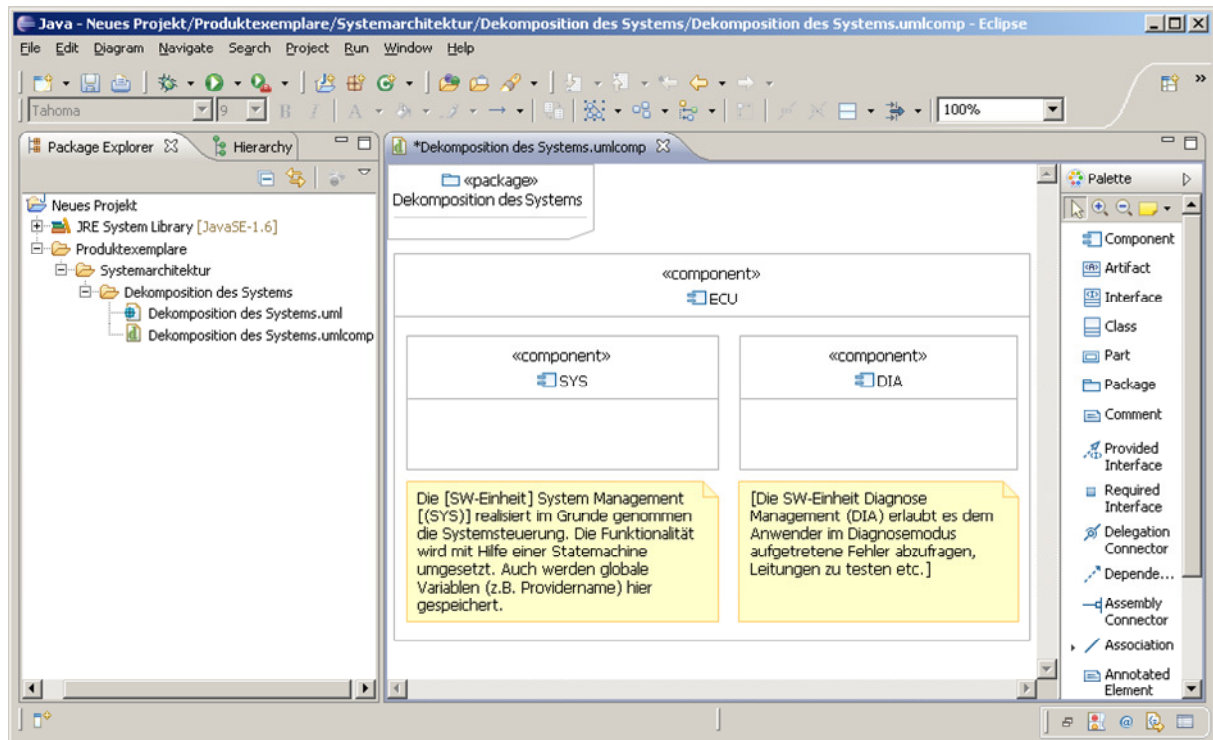 Java - Neues Projekt/Produktexemplare/Systemarchitektur/Dekomposition des Systems/Dekomposition des Systems.umlcomp - Eclipse
File Edit Diagram Navigate Search Project Run Window Help
Tahoma 9 B I A 100%
Package Explorer Hierarchy
Neues Projekt
JRE System Library [JavaSE-1.6]
Produktexemplare
Systemarchitektur
Dekomposition des Systems
Dekomposition des Systems.uml
Dekomposition des Systems.umlcomp
*Dekomposition des Systems.umlcomp
«package»
Dekomposition des Systems
«component»
ECU
«component»
SYS
Die [SW-Einheit] System Management
[(SYS)] realisiert im Grunde genommen
die Systemsteuerung. Die Funktionalität
wird mit Hilfe einer Statemachine
umgesetzt. Auch werden globale
Variablen (z.B. Providername) hier
gespeichert.
«component»
DIA
[Die SW-Einheit Diagnose
Management (DIA) erlaubt es dem
Anwender im Diagnosemodus
aufgetretene Fehler abzufragen,
Leitungen zu testen etc.]
Palette
Component
Artifact
Interface
Class
Part
Package
Comment
Provided
Interface
Required
Interface
Delegation
Connector
Depende...
Assembly
Connector
Association
Annotated
Element